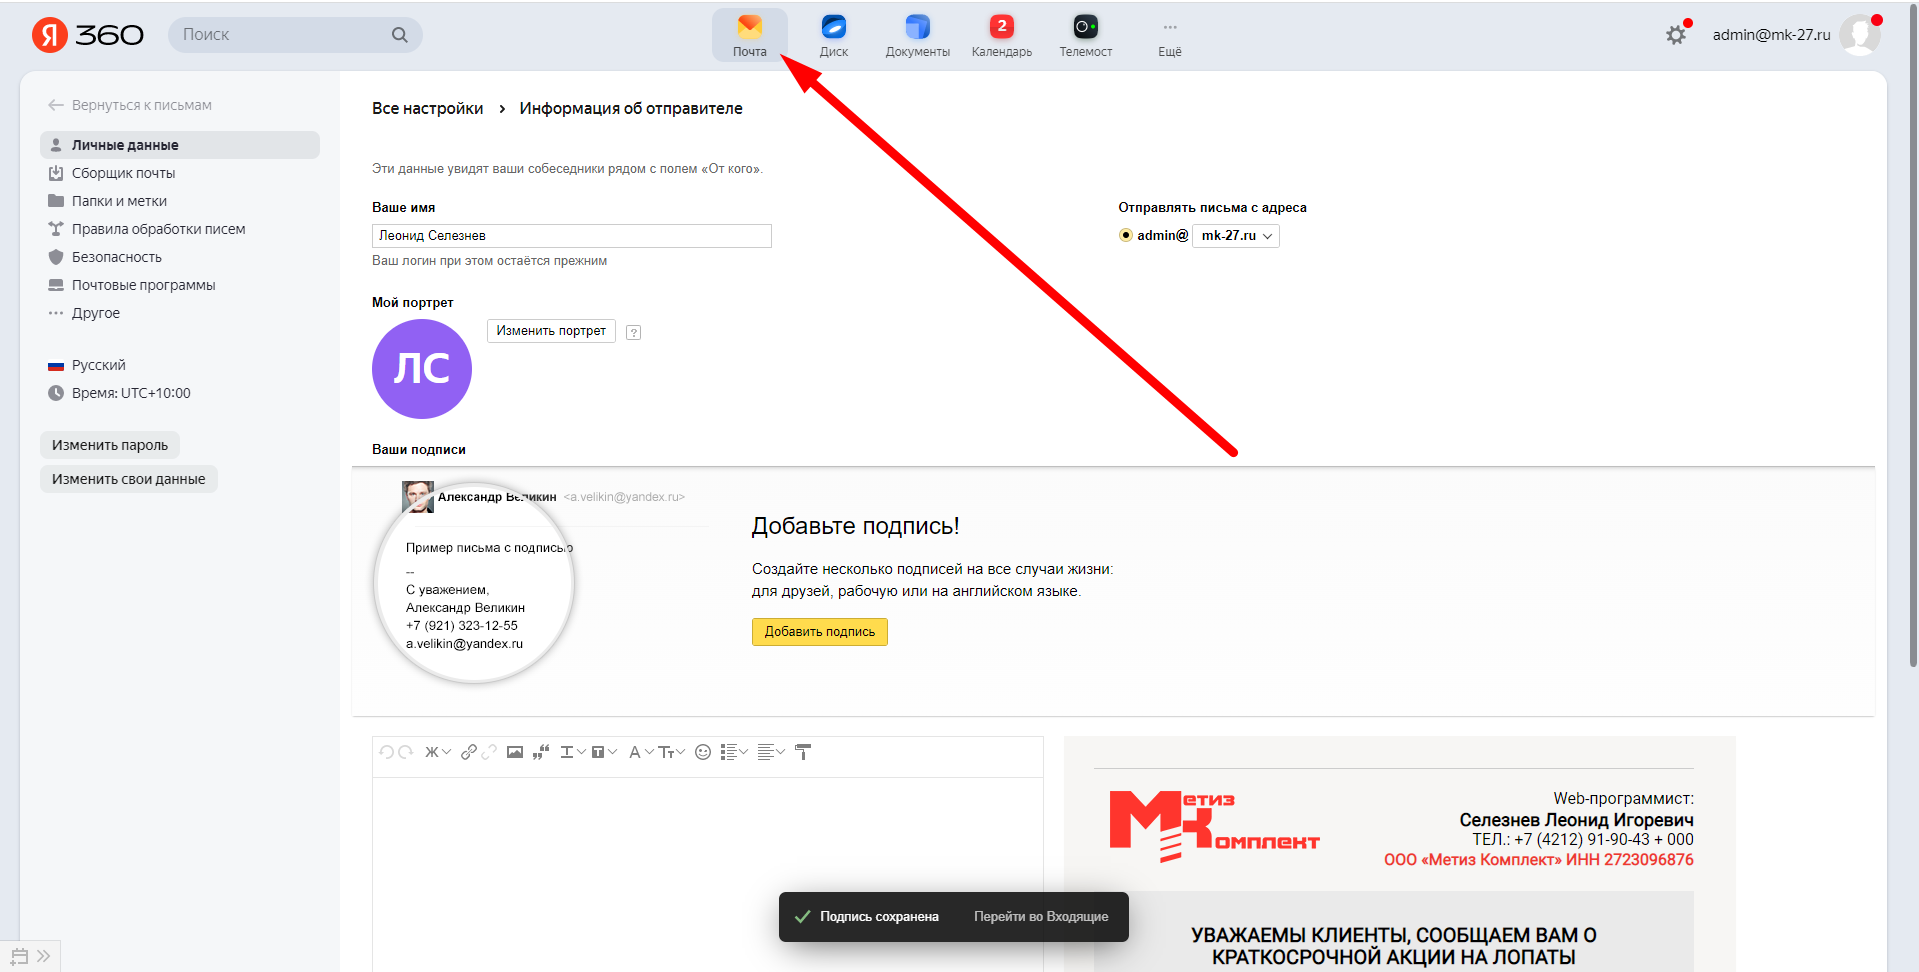 Я 360
Поиск
Почта
Диск
Документы
2
Календарь
Телемост
Ещё
admin@mk-27.ru
Вернуться к письмам
Личные данные
Сборщик почты
Папки и метки
Правила обработки писем
Безопасность
Почтовые программы
Другое
Русский
Время: UTC+10:00
Изменить пароль
Изменить свои данные
Все настройки › Информация об отправителе
Эти данные увидят ваши собеседники рядом с полем «От кого».
Ваше имя
Леонид Селезнев
Ваш логин при этом остаётся прежним
Отправлять письма с адреса
admin@ mk-27.ru
Мой портрет
ЛС
Изменить портрет
?
Ваши подписи
Александр Великин <a.velikin@yandex.ru>
Пример письма с подписью
--
С уважением,
Александр Великин
+7 (921) 323-12-55
a.velikin@yandex.ru
Добавьте подпись!
Создайте несколько подписей на все случаи жизни:
для друзей, рабочую или на английском языке.
Добавить подпись
Ж
A
Тт
Метиз
Комплект
Web-программист:
Селезнев Леонид Игоревич
ТЕЛ.: +7 (4212) 91-90-43 + 000
ООО «Метиз Комплект» ИНН 2723096876
УВАЖАЕМЫ КЛИЕНТЫ, СООБЩАЕМ ВАМ О
КРАТКОСРОЧНОЙ АКЦИИ НА ЛОПАТЫ
Подпись сохранена
Перейти во Входящие